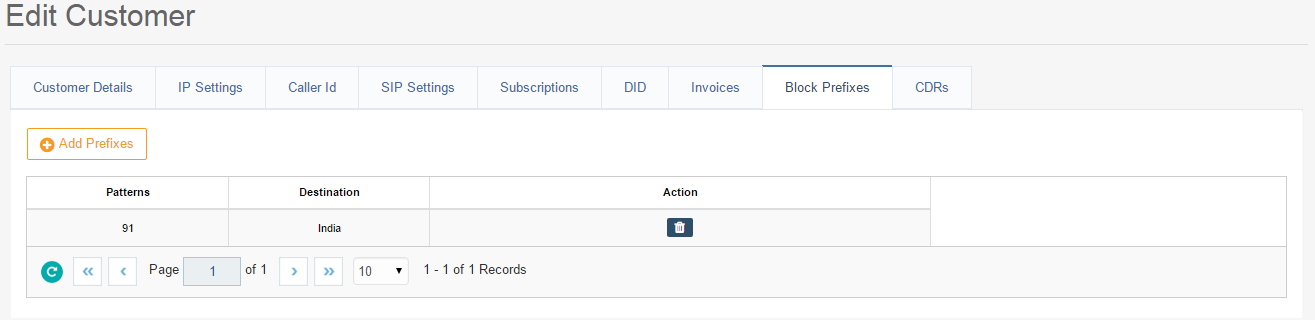 Edit Customer
Customer Details IP Settings Caller Id SIP Settings Subscriptions DID Invoices Block Prefixes CDRs
Add Prefixes
Patterns Destination Action
91 India
Page 1 of 1 10 1 - 1 of 1 Records